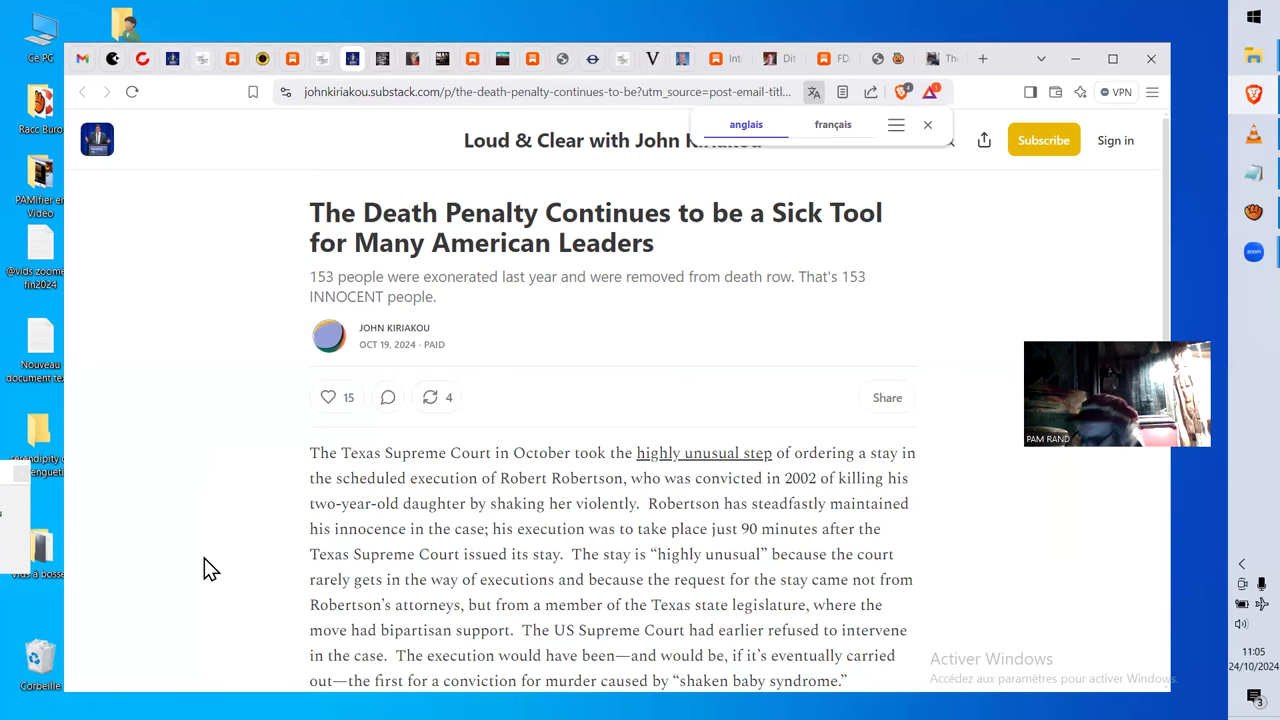 Ce PC
Racc Buro
PAMifier en
Vidéo
@vids zoome
fin2024
Nouveau
document te...
Corbeille
Int
Dit
FD
Th
johnkiriakou.substack.com/p/the-death-penalty-continues-to-be?utm_source=post-email-titl...
4
1
VPN
anglais
français
Loud & Clear with John
Subscribe
Sign in
The Death Penalty Continues to be a Sick Tool
for Many American Leaders
153 people were exonerated last year and were removed from death row. That's 153
INNOCENT people.
JOHN KIRIAKOU
OCT 19, 2024 · PAID
15
4
Share
The Texas Supreme Court in October took the highly unusual step of ordering a stay in
the scheduled execution of Robert Robertson, who was convicted in 2002 of killing his
two-year-old daughter by shaking her violently. Robertson has steadfastly maintained
his innocence in the case; his execution was to take place just 90 minutes after the
Texas Supreme Court issued its stay. The stay is “highly unusual” because the court
rarely gets in the way of executions and because the request for the stay came not from
Robertson’s attorneys, but from a member of the Texas state legislature, where the
move had bipartisan support. The US Supreme Court had earlier refused to intervene
in the case. The execution would have been—and would be, if it’s eventually carried
out—the first for a conviction for murder caused by “shaken baby syndrome.”
PAM RAND
Activer Windows
Accédez aux paramètres pour activer Windows.
zoom
11:05
24/10/2024
3